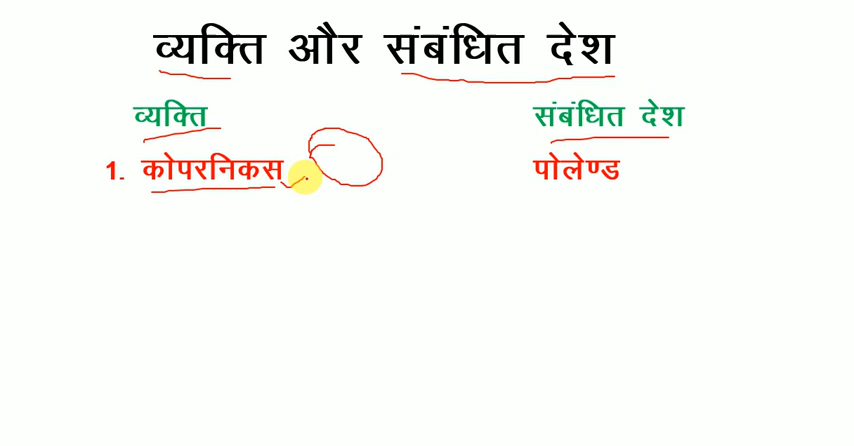 व्यक्ति और संबंधित देश
व्यक्ति संबंधित देश
1. कोपरनिकस पोलेण्ड